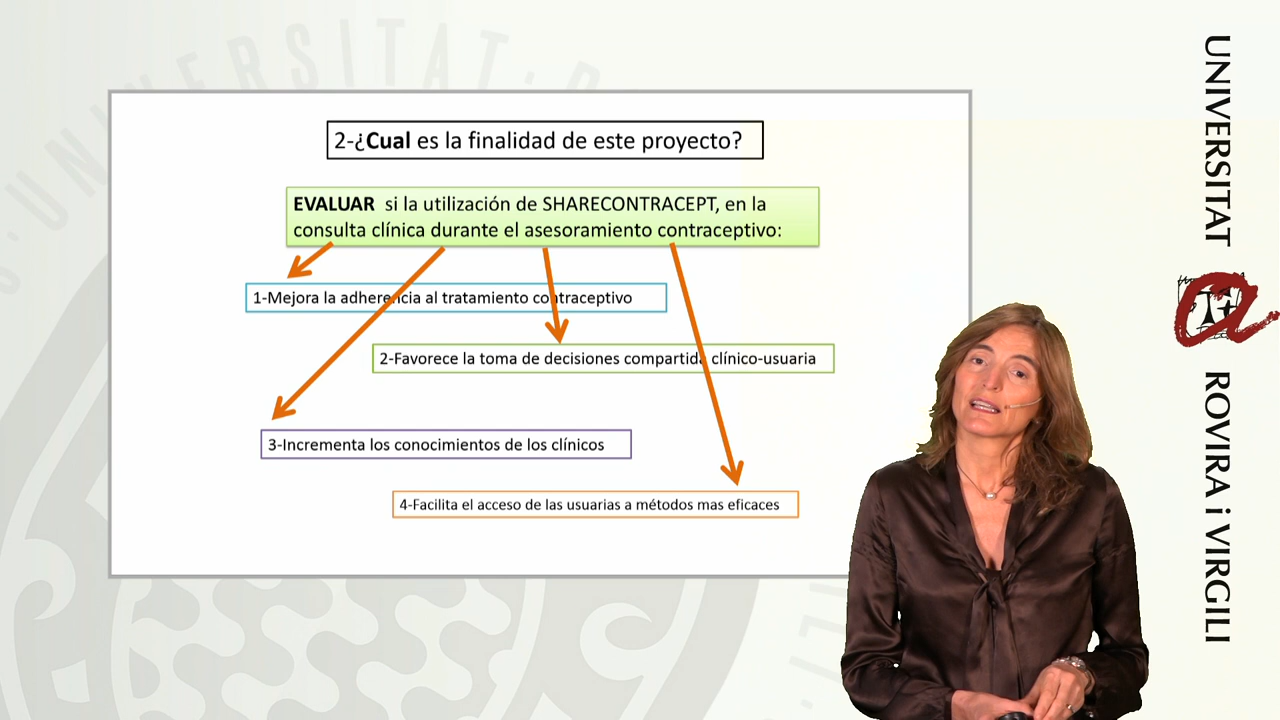 UNIVERSITAT
2-¿Cual es la finalidad de este proyecto?
EVALUAR si la utilización de SHARECONTRACEPT, en la
consulta clínica durante el asesoramiento contraceptivo:
1-Mejora la adherencia al tratamiento contraceptivo
2-Favorece la toma de decisiones compartida clínico-usuaria
3-Incrementa los conocimientos de los clínicos
4-Facilita el acceso de las usuarias a métodos mas eficaces
UNIVERSITAT
ROVIRA i VIRGILI